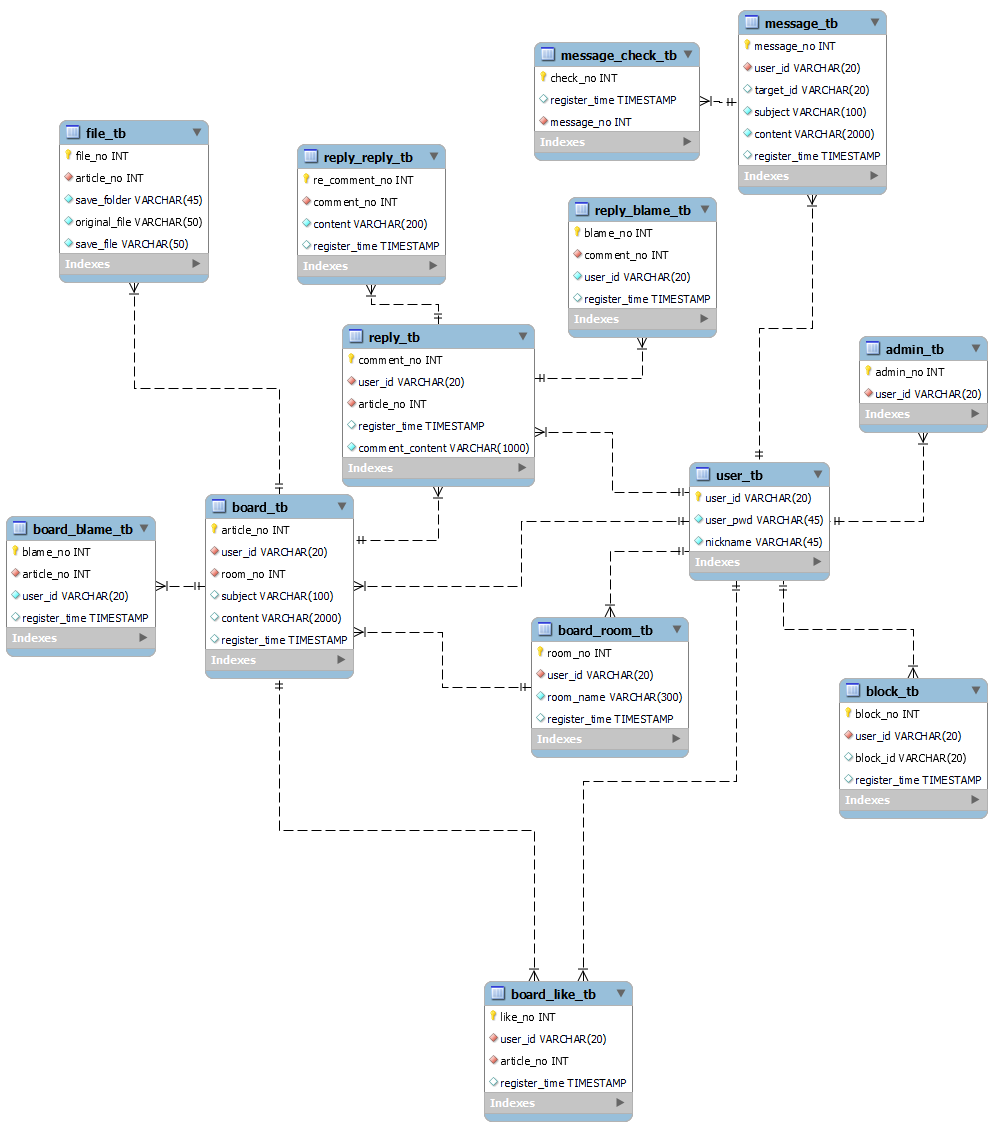 message_tb
message_no INT
user_id VARCHAR(20)
target_id VARCHAR(20)
subject VARCHAR(100)
content VARCHAR(2000)
register_time TIMESTAMP
Indexes
message_check_tb
check_no INT
register_time TIMESTAMP
message_no INT
Indexes
file_tb
file_no INT
article_no INT
save_folder VARCHAR(45)
original_file VARCHAR(50)
save_file VARCHAR(50)
Indexes
reply_reply_tb
re_comment_no INT
comment_no INT
content VARCHAR(200)
register_time TIMESTAMP
Indexes
reply_blame_tb
blame_no INT
comment_no INT
user_id VARCHAR(20)
register_time TIMESTAMP
Indexes
reply_tb
comment_no INT
user_id VARCHAR(20)
article_no INT
register_time TIMESTAMP
comment_content VARCHAR(1000)
Indexes
admin_tb
admin_no INT
user_id VARCHAR(20)
Indexes
user_tb
user_id VARCHAR(20)
user_pwd VARCHAR(45)
nickname VARCHAR(45)
Indexes
board_tb
article_no INT
user_id VARCHAR(20)
room_no INT
subject VARCHAR(100)
content VARCHAR(2000)
register_time TIMESTAMP
Indexes
board_blame_tb
blame_no INT
article_no INT
user_id VARCHAR(20)
register_time TIMESTAMP
Indexes
board_room_tb
room_no INT
user_id VARCHAR(20)
room_name VARCHAR(300)
register_time TIMESTAMP
Indexes
block_tb
block_no INT
user_id VARCHAR(20)
block_id VARCHAR(20)
register_time TIMESTAMP
Indexes
board_like_tb
like_no INT
user_id VARCHAR(20)
article_no INT
register_time TIMESTAMP
Indexes